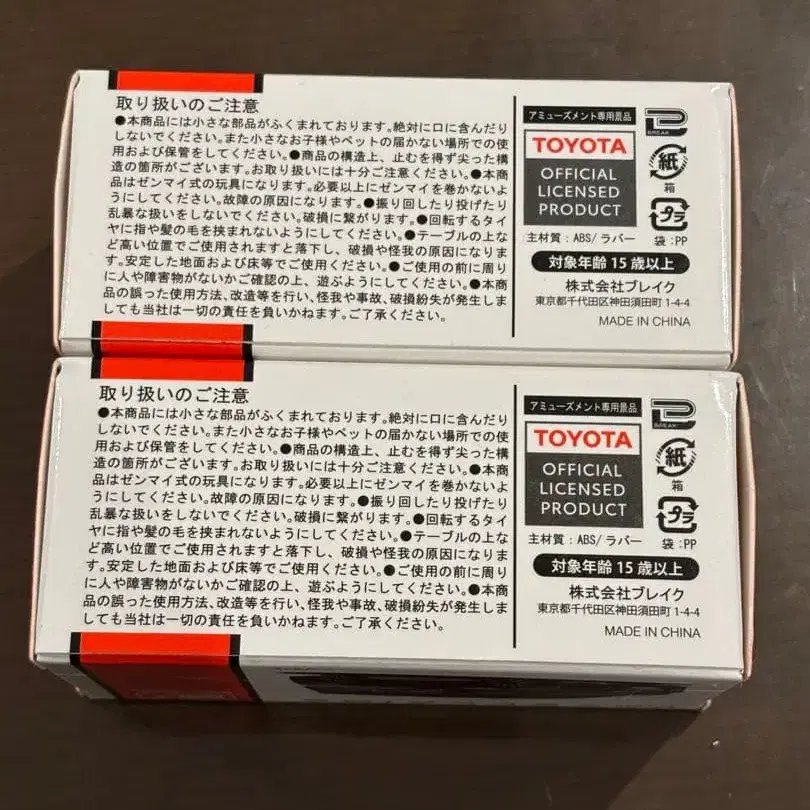 取り扱いのご注意
●本商品には小さな部品がふくまれております。絶対に口に含んだり
しないでください。また小さなお子様やペットの届かない場所での使
用および保管をしてください。●商品の構造上、止むを得ず尖った構
造の箇所がございます。お取り扱いには十分ご注意ください。●本商
品はゼンマイ式の玩具になります。必要以上にゼンマイを巻かないよ
うにしてください。故障の原因になります。●振り回したり投げたり
乱暴な扱いをしないでください。破損に繋がります。●回転するタイ
ヤに指や髪の毛を挟まれないようにしてください。●テーブルの上な
ど高い位置でご使用されますと落下し、破損や怪我の原因になりま
す。安定した地面および床等でご使用ください。●ご使用の前に周り
に人や障害物がないかご確認の上、遊ぶようにしてください。●本商
品の誤った使用方法、改造等を行い、怪我や事故、破損紛失が発生しま
しても当社は一切の責任を負いかねます。ご了承ください。
アミューズメント専用景品
BREAK
TOYOTA
OFFICIAL
LICENSED
PRODUCT
紙
箱
プラ
主材質：ABS/ラバー
袋：PP
対象年齢15歳以上
株式会社ブレイク
東京都千代田区神田須田町1-4-4
MADE IN CHINA
取り扱いのご注意
●本商品には小さな部品がふくまれております。絶対に口に含んだり
しないでください。また小さなお子様やペットの届かない場所での使
用および保管をしてください。●商品の構造上、止むを得ず尖った構
造の箇所がございます。お取り扱いには十分ご注意ください。●本商
品はゼンマイ式の玩具になります。必要以上にゼンマイを巻かないよ
うにしてください。故障の原因になります。●振り回したり投げたり
乱暴な扱いをしないでください。破損に繋がります。●回転するタイ
ヤに指や髪の毛を挟まれないようにしてください。●テーブルの上な
ど高い位置でご使用されますと落下し、破損や怪我の原因になりま
す。安定した地面および床等でご使用ください。●ご使用の前に周り
に人や障害物がないかご確認の上、遊ぶようにしてください。●本商
品の誤った使用方法、改造等を行い、怪我や事故、破損紛失が発生しま
しても当社は一切の責任を負いかねます。ご了承ください。
アミューズメント専用景品
BREAK
TOYOTA
OFFICIAL
LICENSED
PRODUCT
紙
箱
プラ
主材質：ABS/ラバー
袋：PP
対象年齢15歳以上
株式会社ブレイク
東京都千代田区神田須田町1-4-4
MADE IN CHINA